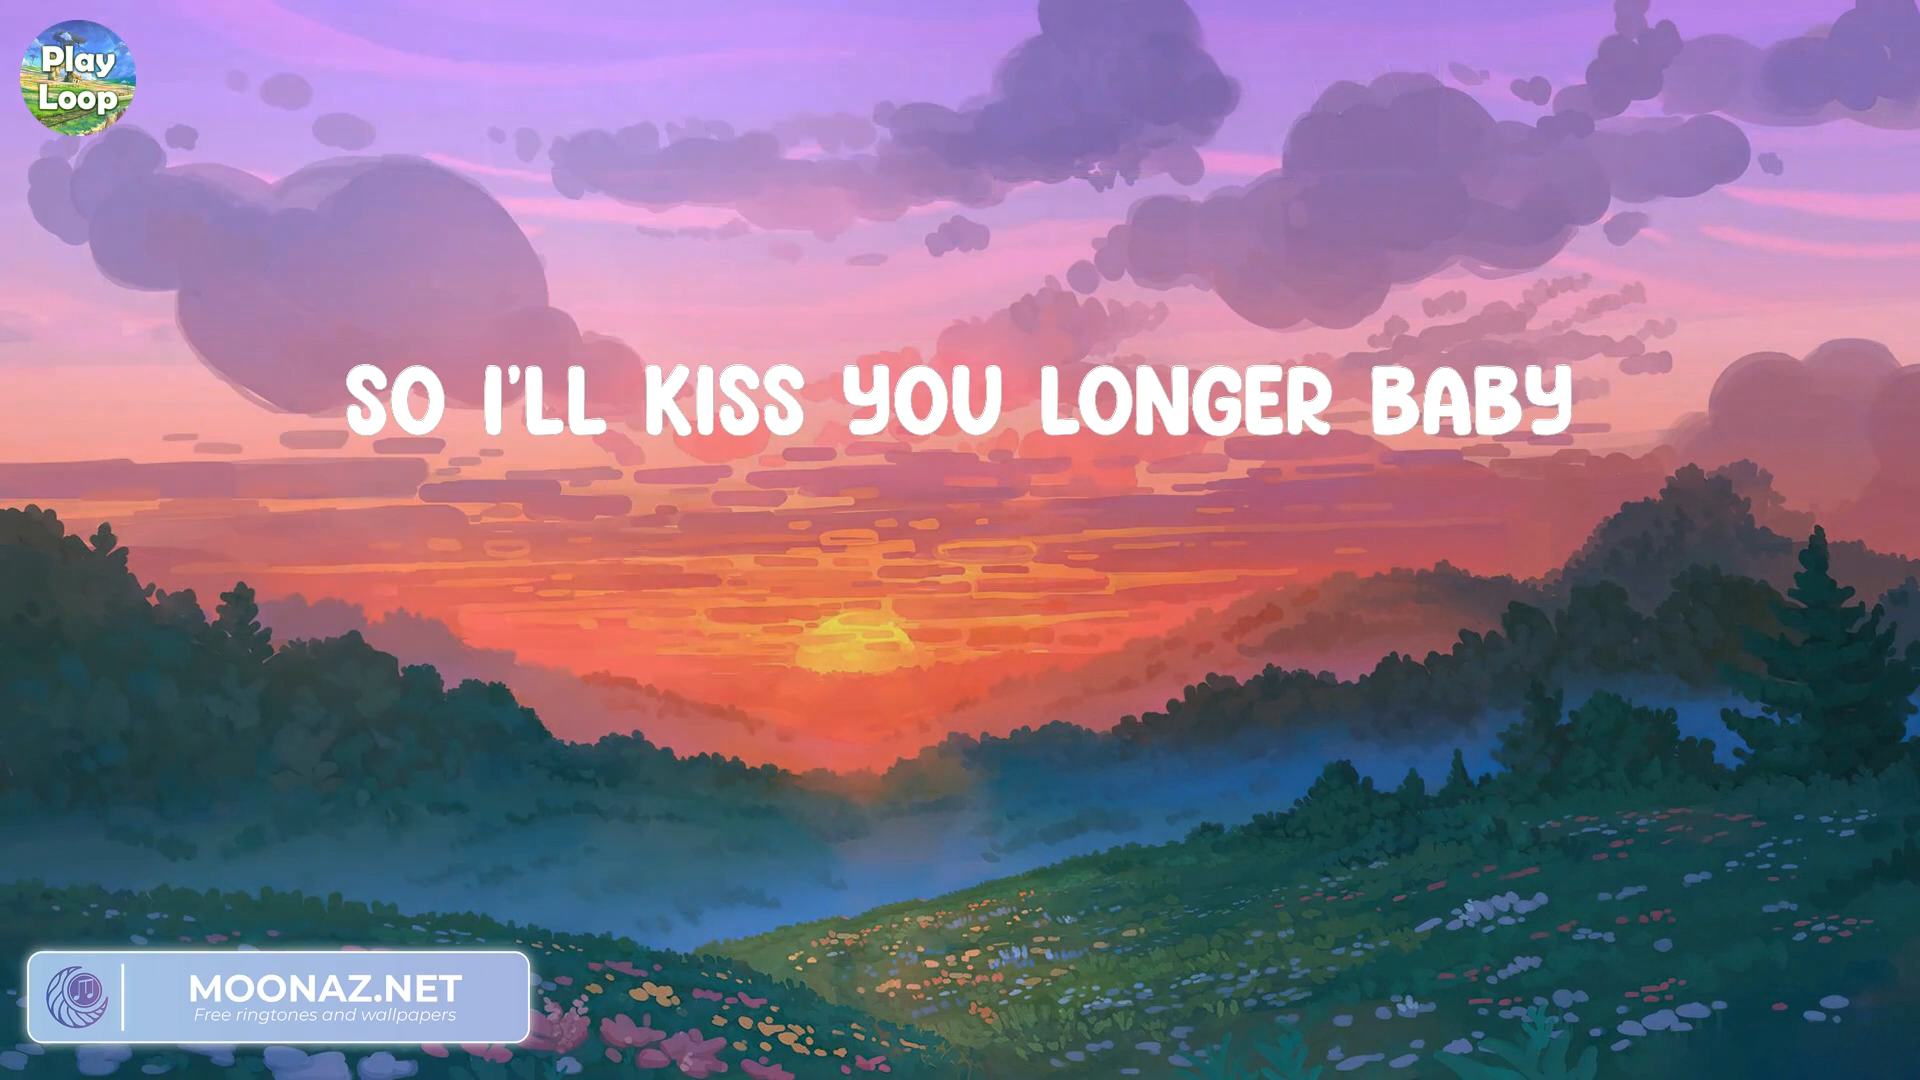 Play
Loop
SO I'LL KISS YOU LONGER BABY
MOONAZ.NET
Free ringtones and wallpapers